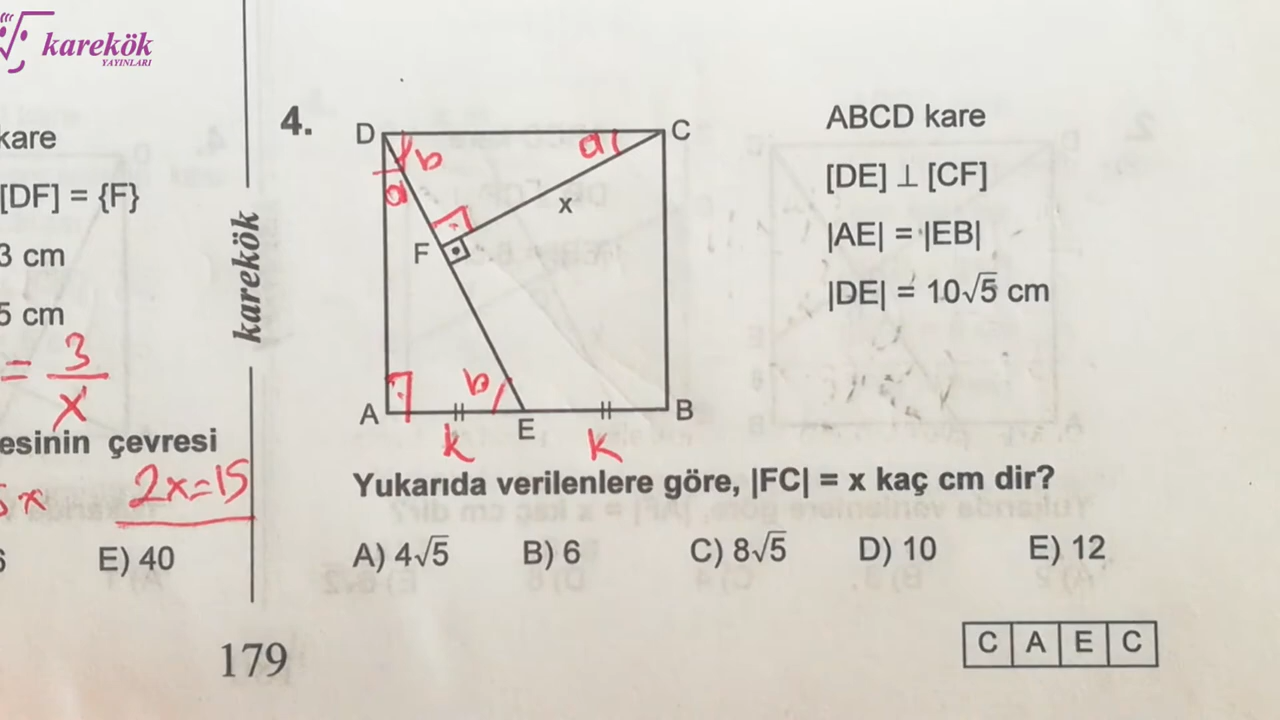 karekök
YAYINLARI
kare
[DF] = {F}
3 cm
5 cm
= 3/x
esinin çevresi
2x=15
E) 40
karekök
179
4.
D b a C
a
x
F
b
A E B
k k
ABCD kare
[DE] ⊥ [CF]
|AE| = |EB|
|DE| = 10√5 cm
Yukarıda verilenlere göre, |FC| = x kaç cm dir?
A) 4√5 B) 6 C) 8√5 D) 10 E) 12
C A E C